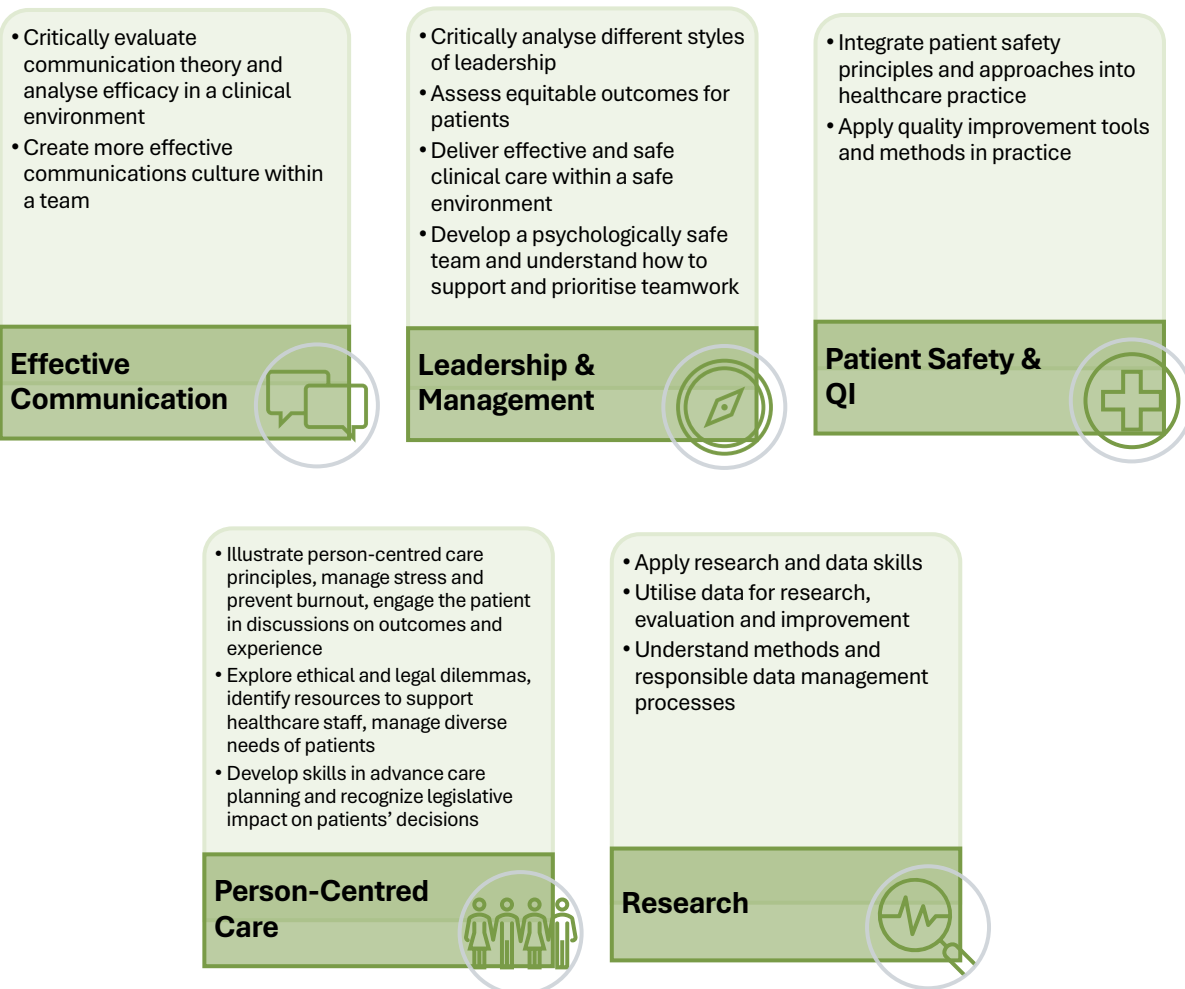 • Critically evaluate
communication theory and
analyse efficacy in a clinical
environment
• Create more effective
communications culture within
a team
Effective
Communication
• Critically analyse different styles
of leadership
• Assess equitable outcomes for
patients
• Deliver effective and safe
clinical care within a safe
environment
• Develop a psychologically safe
team and understand how to
support and prioritise teamwork
Leadership &
Management
• Integrate patient safety
principles and approaches into
healthcare practice
• Apply quality improvement tools
and methods in practice
Patient Safety &
QI
• Illustrate person-centred care
principles, manage stress and
prevent burnout, engage the patient
in discussions on outcomes and
experience
• Explore ethical and legal dilemmas,
identify resources to support
healthcare staff, manage diverse
needs of patients
• Develop skills in advance care
planning and recognize legislative
impact on patients’ decisions
Person-Centred
Care
• Apply research and data skills
• Utilise data for research,
evaluation and improvement
• Understand methods and
responsible data management
processes
Research